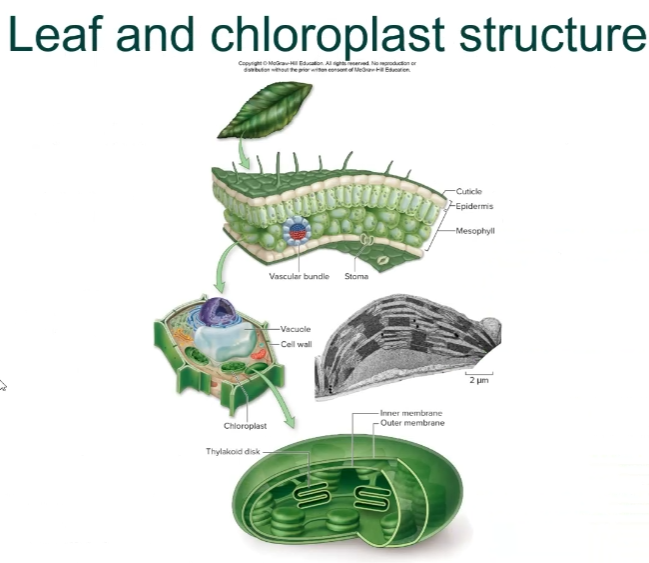 Leaf and chloroplast structure
Copyright © McGraw-Hill Education. All rights reserved. No reproduction or
distribution without the prior written consent of McGraw-Hill Education.
Cuticle
Epidermis
Mesophyll
Vascular bundle
Stoma
Vacuole
Cell wall
2 µm
Chloroplast
Inner membrane
Outer membrane
Thylakoid disk